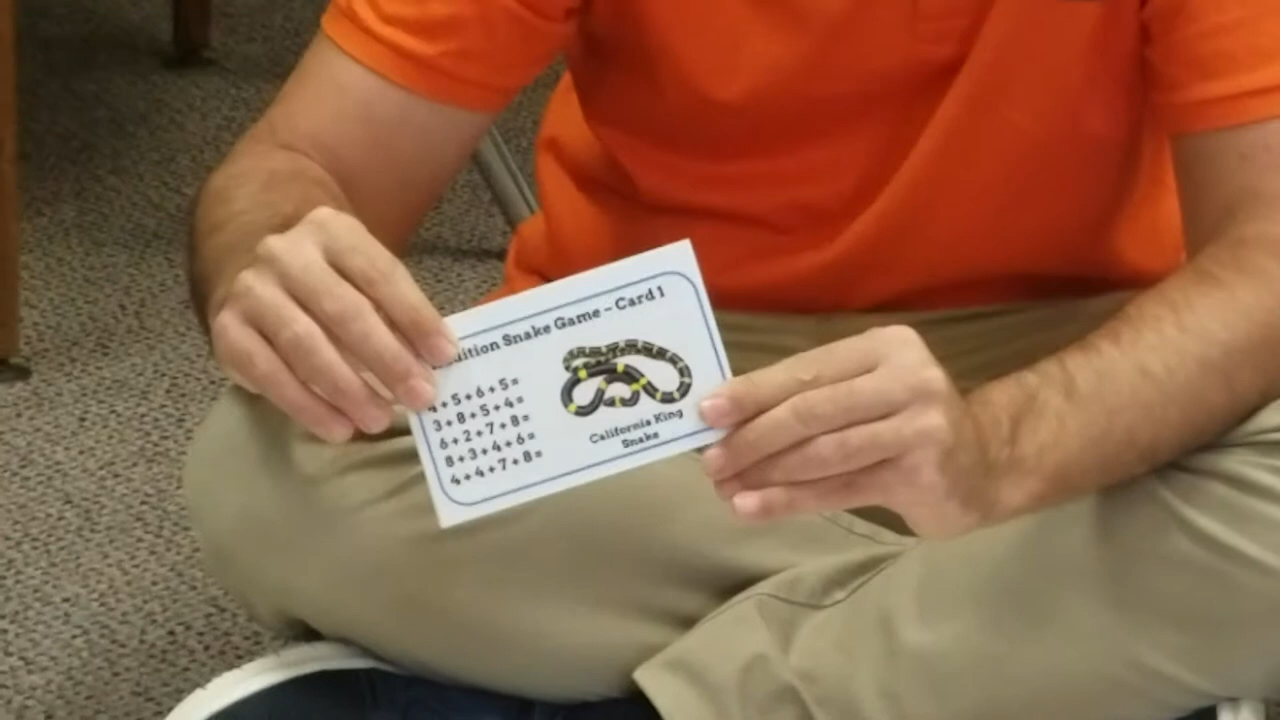 Addition Snake Game – Card 1
4+5+6+5=
3+8+5+4=
6+2+7+8=
8+3+4+6=
4+4+7+8=
California King
Snake